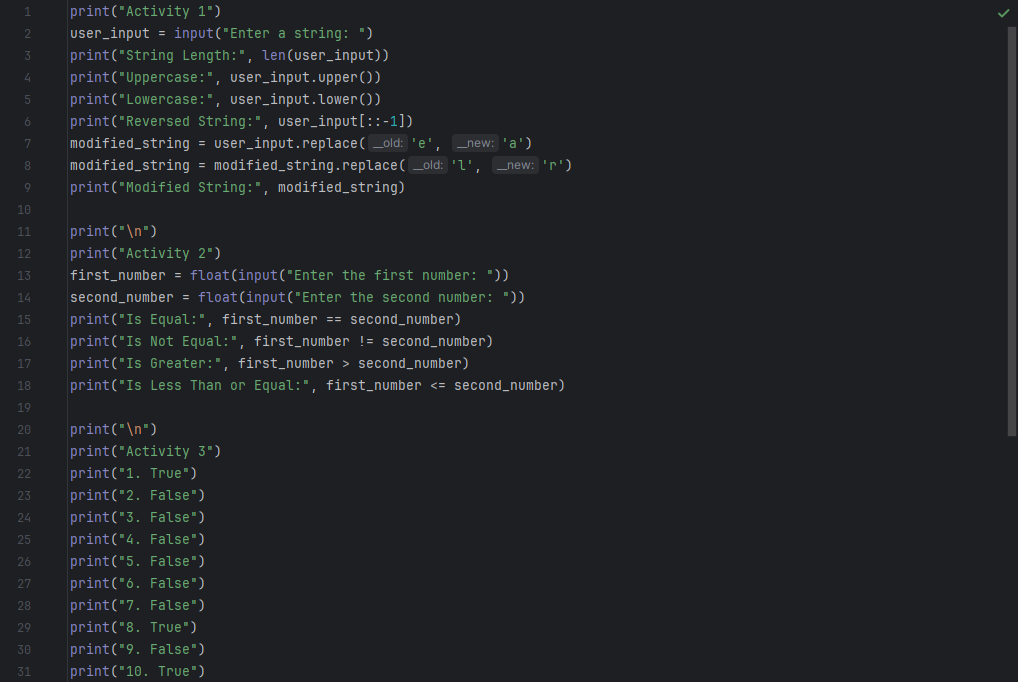 1 print("Activity 1")
2 user_input = input("Enter a string: ")
3 print("String Length:", len(user_input))
4 print("Uppercase:", user_input.upper())
5 print("Lowercase:", user_input.lower())
6 print("Reversed String:", user_input[::-1])
7 modified_string = user_input.replace( __old: 'e', __new: 'a')
8 modified_string = modified_string.replace( __old: 'l', __new: 'r')
9 print("Modified String:", modified_string)
10
11 print("\n")
12 print("Activity 2")
13 first_number = float(input("Enter the first number: "))
14 second_number = float(input("Enter the second number: "))
15 print("Is Equal:", first_number == second_number)
16 print("Is Not Equal:", first_number != second_number)
17 print("Is Greater:", first_number > second_number)
18 print("Is Less Than or Equal:", first_number <= second_number)
19
20 print("\n")
21 print("Activity 3")
22 print("1. True")
23 print("2. False")
24 print("3. False")
25 print("4. False")
26 print("5. False")
27 print("6. False")
28 print("7. False")
29 print("8. True")
30 print("9. False")
31 print("10. True")